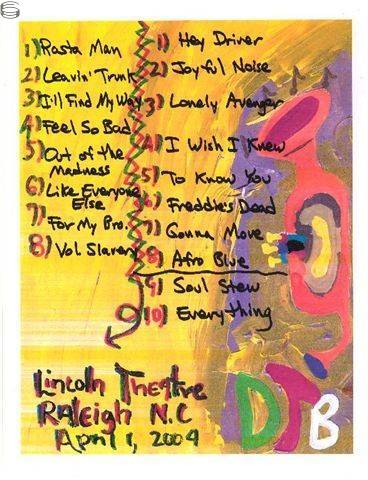 1) Rasta Man
2) Leavin' Trunk
3) I'll Find My Way
4) Feel So Bad
5) Out of the
Madness
6) Like Everyone
Else
7) For My Bro.
8) Vol. Slavery
1) Hey Driver
2) Joyful Noise
3) Lonely Avenger
4) I Wish I Knew
5) To Know You
6) Freddie's Dead
7) Gonna Move
8) Afro Blue
9) Soul Stew
10) Everything
Lincoln Theatre
Raleigh N.C
April 1, 2004
DTB